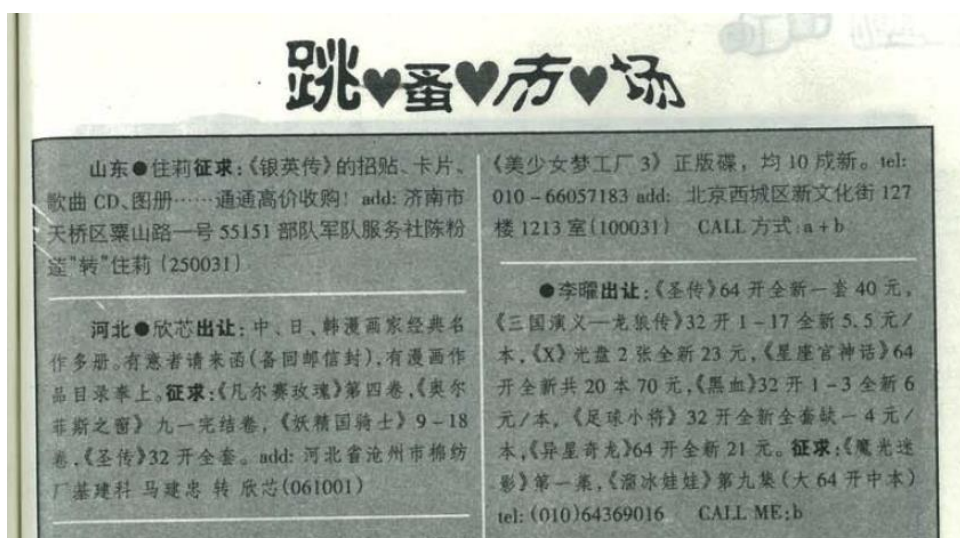 跳♥蚤♥市♥场
山东●住莉征求:《银英传》的招贴、卡片、
歌曲 CD、图册……通通高价收购! add: 济南市
天桥区粟山路一号 55151 部队军队服务社陈粉
莲"转"住莉 (250031)
河北●欣芯出让: 中、日、韩漫画家经典名
作多册。有意者请来函(备回邮信封),有漫画作
品目录奉上。征求:《凡尔赛玫瑰》第四卷,《奥尔
菲斯之窗》九一完结卷, 《妖精国骑士》9-18
卷,《圣传》32 开全套。add: 河北省沧州市棉纺
厂基建科 马建忠 转 欣芯(061001)
《美少女梦工厂 3》正版碟, 均 10 成新。tel:
010-66057183 add: 北京西城区新文化街 127
楼 1213 室(100031) CALL 方式:a+b
●李曜出让:《圣传》64 开全新一套 40 元,
《三国演义—龙狼传》32 开 1-17 全新 5.5 元/
本,《X》光盘 2 张全新 23 元,《星座宫神话》64
开全新共 20 本 70 元,《黑血》32 开 1-3 全新 6
元/本, 《足球小将》32 开全新全套缺一 4 元/
本,《异星奇龙》64 开全新 21 元。征求:《魔光迷
影》第一集,《溜冰娃娃》第九集(大 64 开中本)
tel: (010)64369016 CALL ME:b